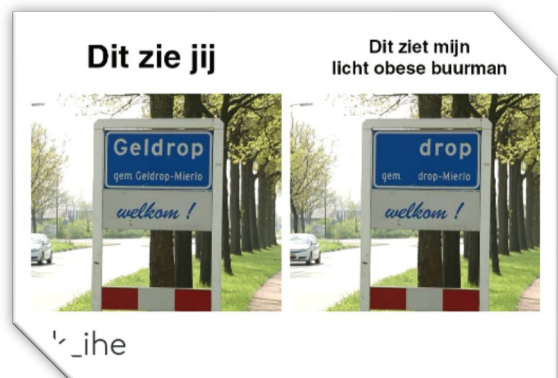 Dit zie jij
Geldrop
gem Geldrop-Mierlo
welkom !
Dit ziet mijn
licht obese buurman
drop
gem drop-Mierlo
welkom !